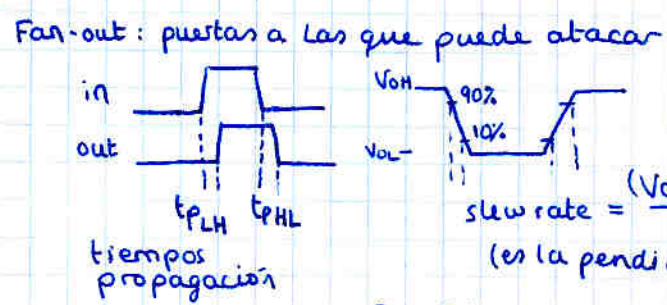 Fan-out: puertas a las que puede atacar
in
out
tPLH tPHL
tiempos
propagación
VOH
90%
10%
VOL
slew rate =
(es la